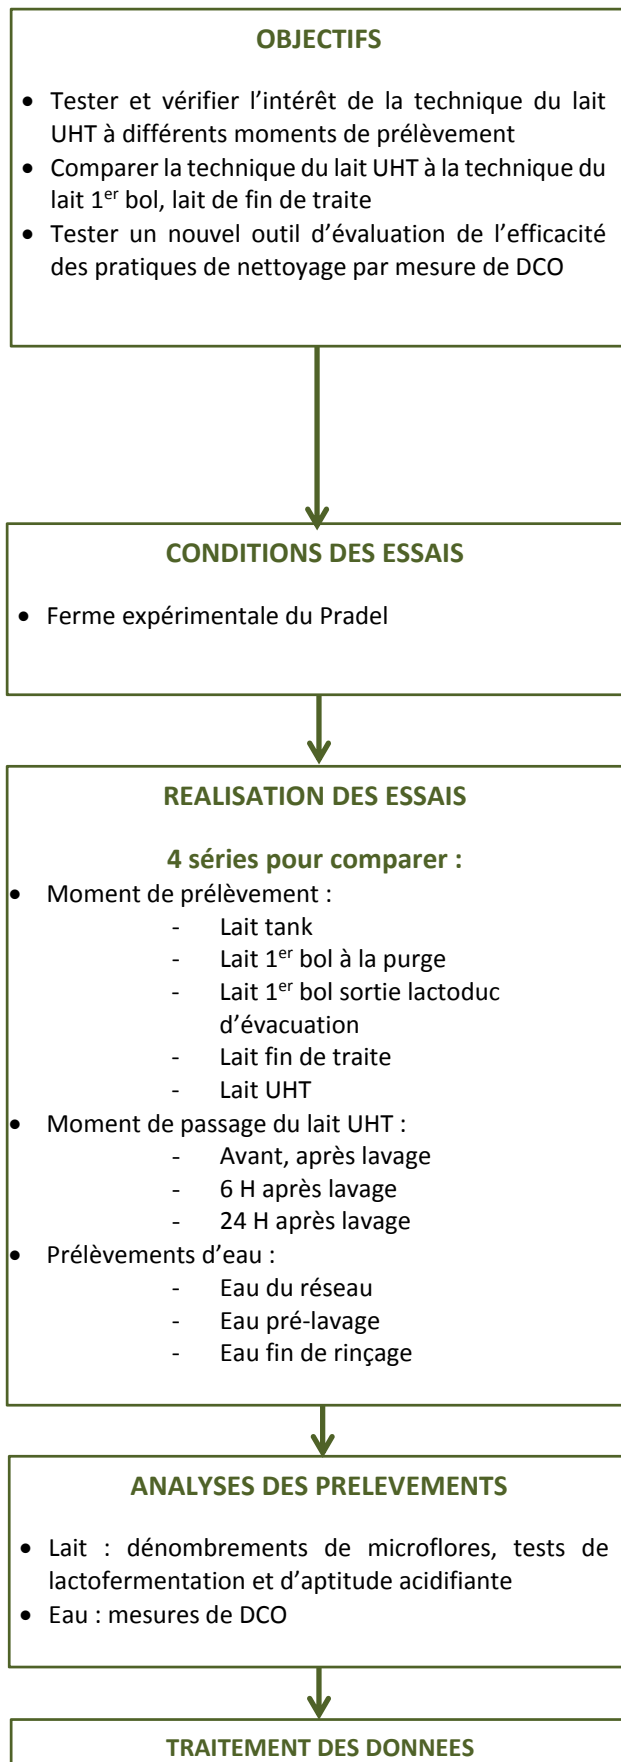 OBJECTIFS
• Tester et vérifier l’intérêt de la technique du lait
UHT à différents moments de prélèvement
• Comparer la technique du lait UHT à la technique du
lait 1er bol, lait de fin de traite
• Tester un nouvel outil d’évaluation de l’efficacité
des pratiques de nettoyage par mesure de DCO
CONDITIONS DES ESSAIS
• Ferme expérimentale du Pradel
REALISATION DES ESSAIS
4 séries pour comparer :
• Moment de prélèvement :
- Lait tank
- Lait 1er bol à la purge
- Lait 1er bol sortie lactoduc
d’évacuation
- Lait fin de traite
- Lait UHT
• Moment de passage du lait UHT :
- Avant, après lavage
- 6 H après lavage
- 24 H après lavage
• Prélèvements d’eau :
- Eau du réseau
- Eau pré-lavage
- Eau fin de rinçage
ANALYSES DES PRELEVEMENTS
• Lait : dénombrements de microflores, tests de
lactofermentation et d’aptitude acidifiante
• Eau : mesures de DCO
TRAITEMENT DES DONNEES